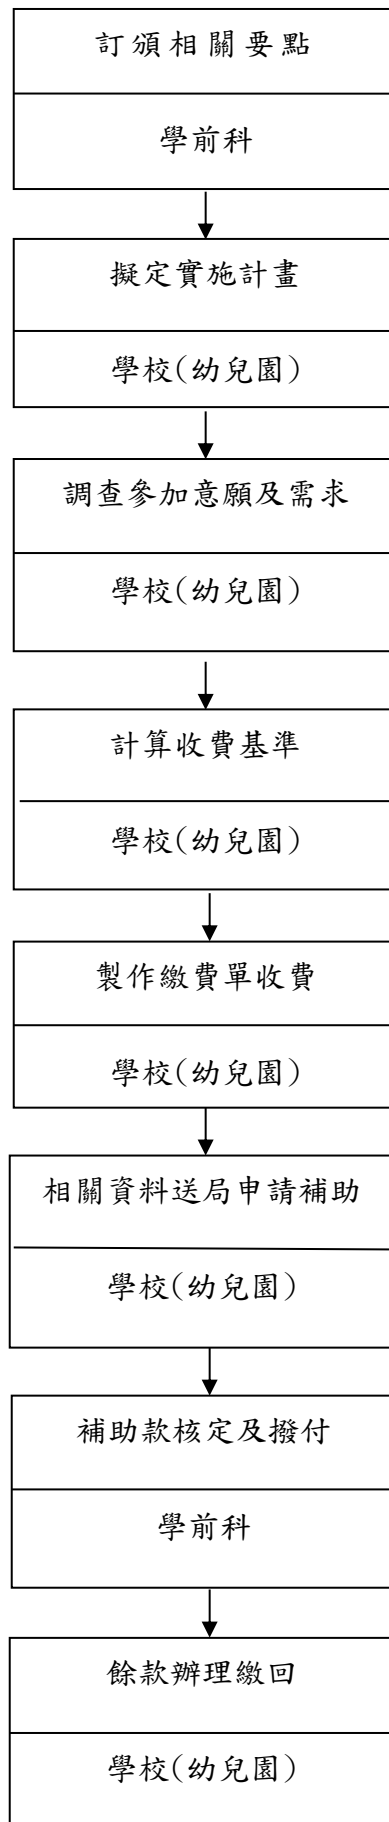 訂頒相關要點
學前科
擬定實施計畫
學校(幼兒園)
調查參加意願及需求
學校(幼兒園)
計算收費基準
學校(幼兒園)
製作繳費單收費
學校(幼兒園)
相關資料送局申請補助
學校(幼兒園)
補助款核定及撥付
學前科
餘款辦理繳回
學校(幼兒園)